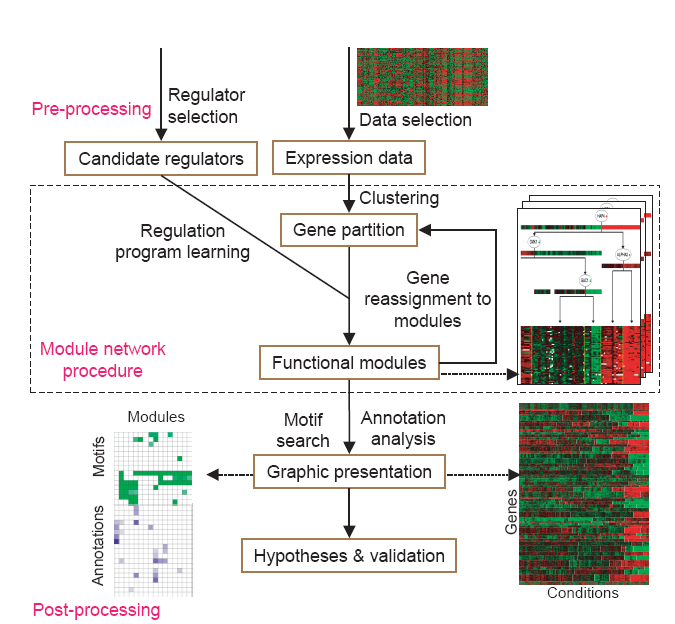 Pre-processing
Regulator
selection
Data selection
Candidate regulators
Expression data
Clustering
Regulation
program learning
Gene partition
Gene
reassignment to
modules
Module network
procedure
Functional modules
Motif
search
Annotation
analysis
Modules
Motifs
Annotations
Graphic presentation
Genes
Conditions
Hypotheses & validation
Post-processing